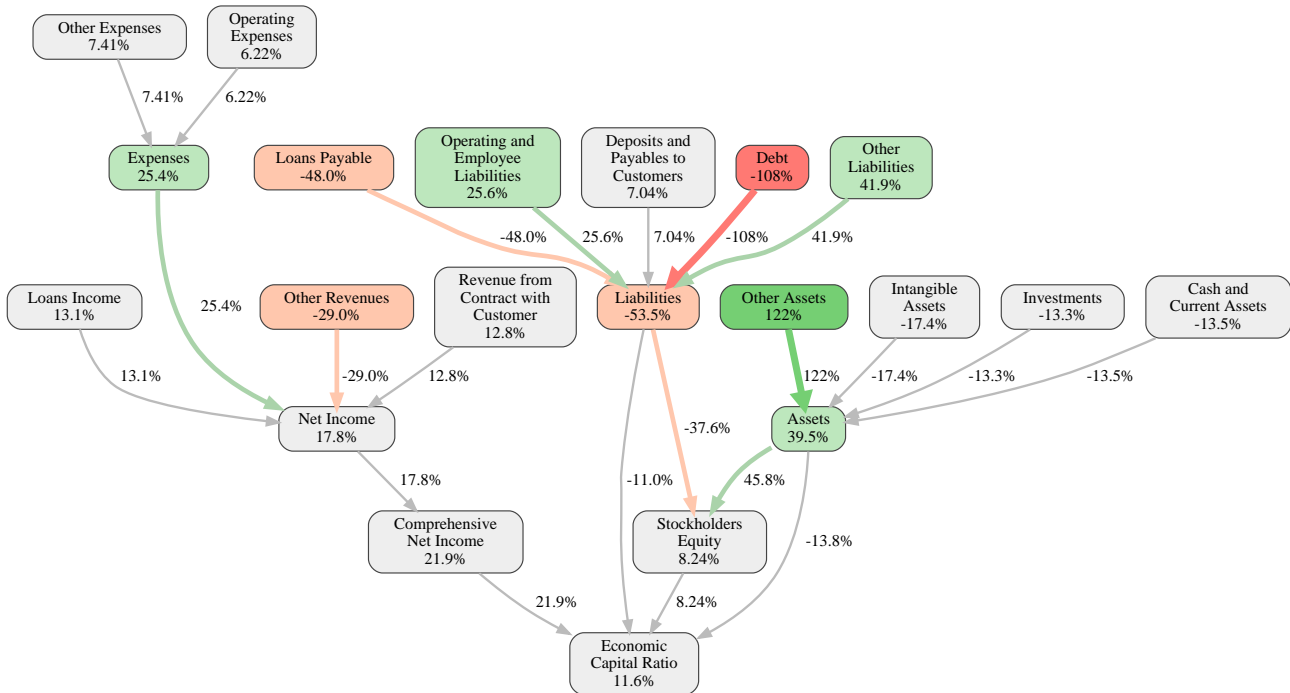 Other Expenses
7.41%
Operating
Expenses
6.22%
7.41%
6.22%
Expenses
25.4%
Loans Payable
-48.0%
Operating and
Employee
Liabilities
25.6%
Deposits and
Payables to
Customers
7.04%
Debt
-108%
Other
Liabilities
41.9%
-48.0%
25.6%
7.04%
-108%
41.9%
Loans Income
13.1%
25.4%
Other Revenues
-29.0%
Revenue from
Contract with
Customer
12.8%
Liabilities
-53.5%
Other Assets
122%
Intangible
Assets
-17.4%
Investments
-13.3%
Cash and
Current Assets
-13.5%
13.1%
-29.0%
12.8%
122%
-17.4%
-13.3%
-13.5%
Net Income
17.8%
-37.6%
Assets
39.5%
17.8%
-11.0%
45.8%
Comprehensive
Net Income
21.9%
Stockholders
Equity
8.24%
-13.8%
21.9%
8.24%
Economic
Capital Ratio
11.6%